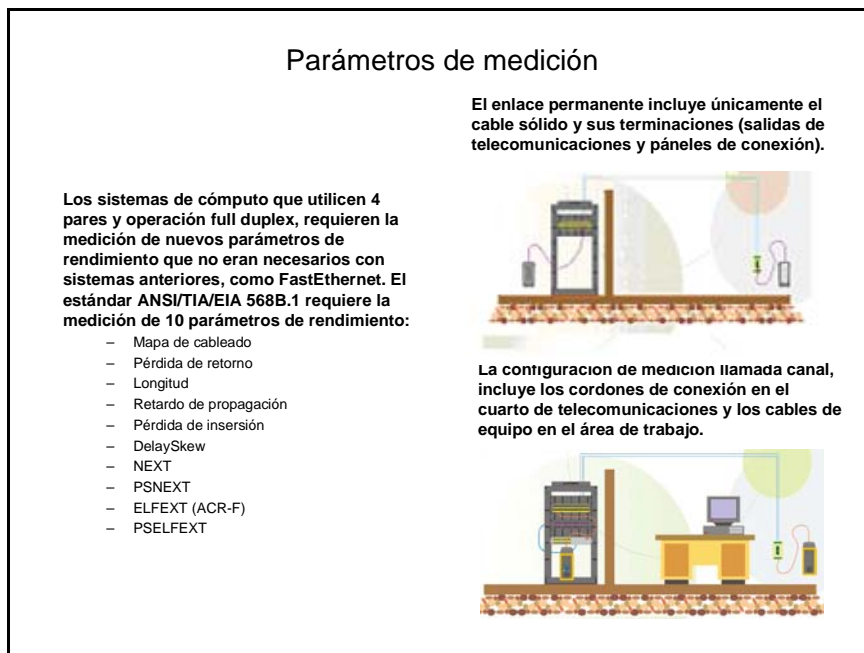 Parámetros de medición
Los sistemas de cómputo que utilicen 4
pares y operación full duplex, requieren la
medición de nuevos parámetros de
rendimiento que no eran necesarios con
sistemas anteriores, como FastEthernet. El
estándar ANSI/TIA/EIA 568B.1 requiere la
medición de 10 parámetros de rendimiento:
– Mapa de cableado
– Pérdida de retorno
– Longitud
– Retardo de propagación
– Pérdida de insersión
– DelaySkew
– NEXT
– PSNEXT
– ELFEXT (ACR-F)
– PSELFEXT
El enlace permanente incluye únicamente el
cable sólido y sus terminaciones (salidas de
telecomunicaciones y páneles de conexión).
La configuración de medición llamada canal,
incluye los cordones de conexión en el
cuarto de telecomunicaciones y los cables de
equipo en el área de trabajo.